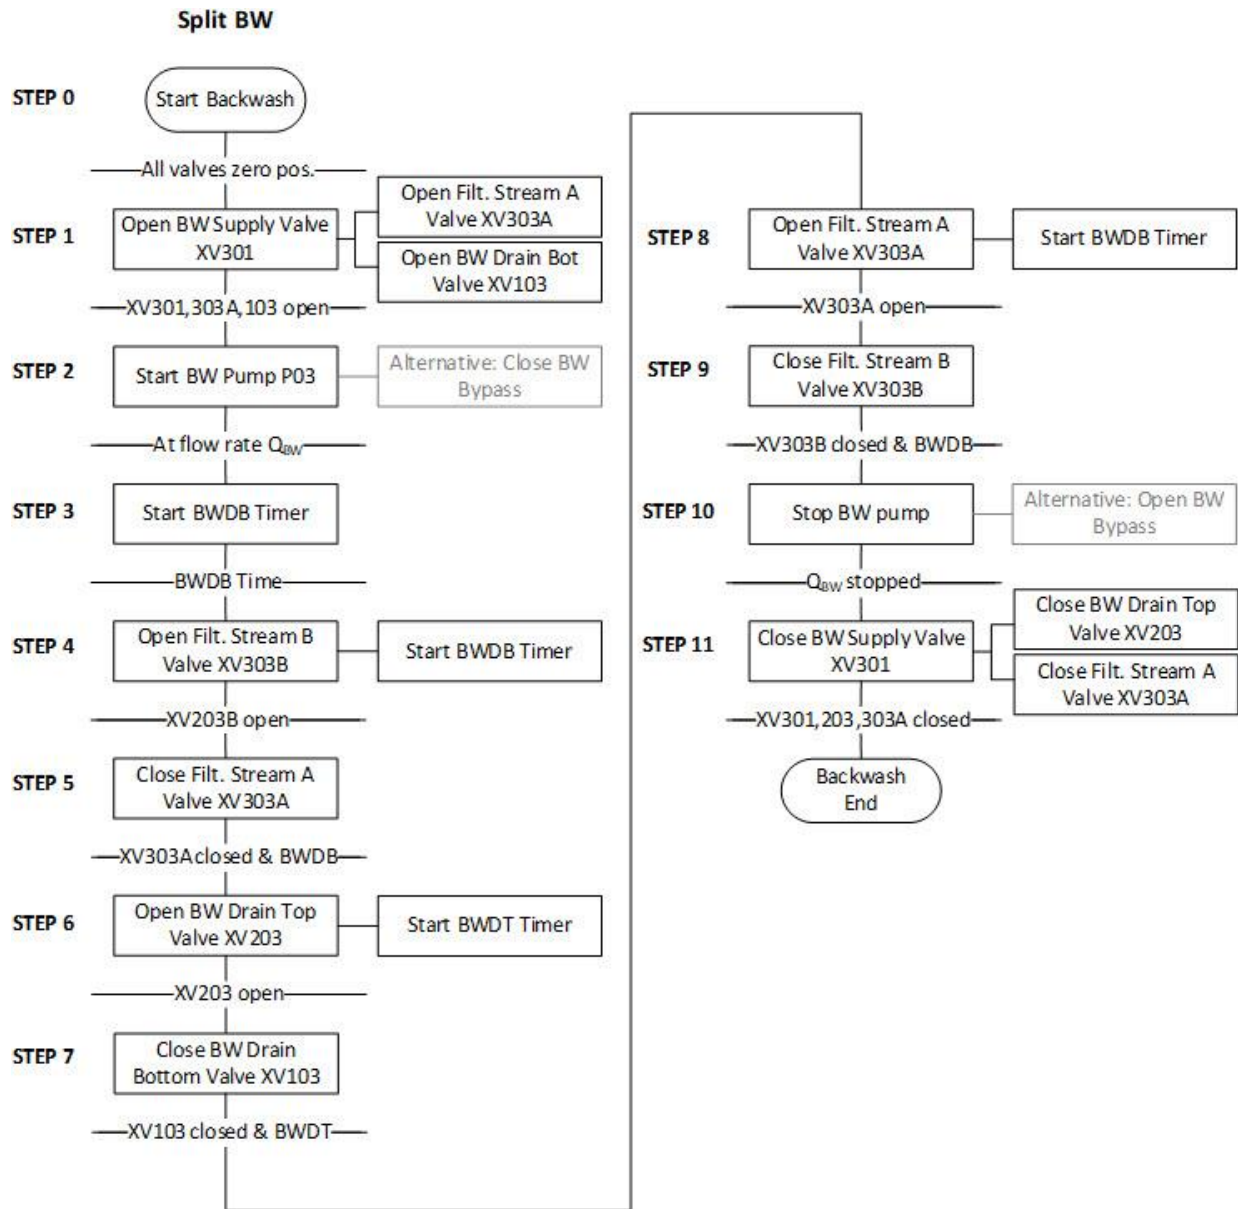 Split BW
STEP 0
Start Backwash
All valves zero pos.
STEP 1
Open BW Supply Valve
XV301
Open Filt. Stream A
Valve XV303A
Open BW Drain Bot
Valve XV103
XV301,303A,103 open
STEP 2
Start BW Pump P03
Alternative: Close BW
Bypass
At flow rate QBW
STEP 3
Start BWDB Timer
BWDB Time
STEP 4
Open Filt. Stream B
Valve XV303B
Start BWDB Timer
XV203B open
STEP 5
Close Filt. Stream A
Valve XV303A
XV303A closed & BWDB
STEP 6
Open BW Drain Top
Valve XV203
Start BWDT Timer
XV203 open
STEP 7
Close BW Drain
Bottom Valve XV103
XV103 closed & BWDT
STEP 8
Open Filt. Stream A
Valve XV303A
Start BWDB Timer
XV303A open
STEP 9
Close Filt. Stream B
Valve XV303B
XV303B closed & BWDB
STEP 10
Stop BW pump
Alternative: Open BW
Bypass
QBW stopped
STEP 11
Close BW Supply Valve
XV301
Close BW Drain Top
Valve XV203
Close Filt. Stream A
Valve XV303A
XV301,203,303A closed
Backwash
End